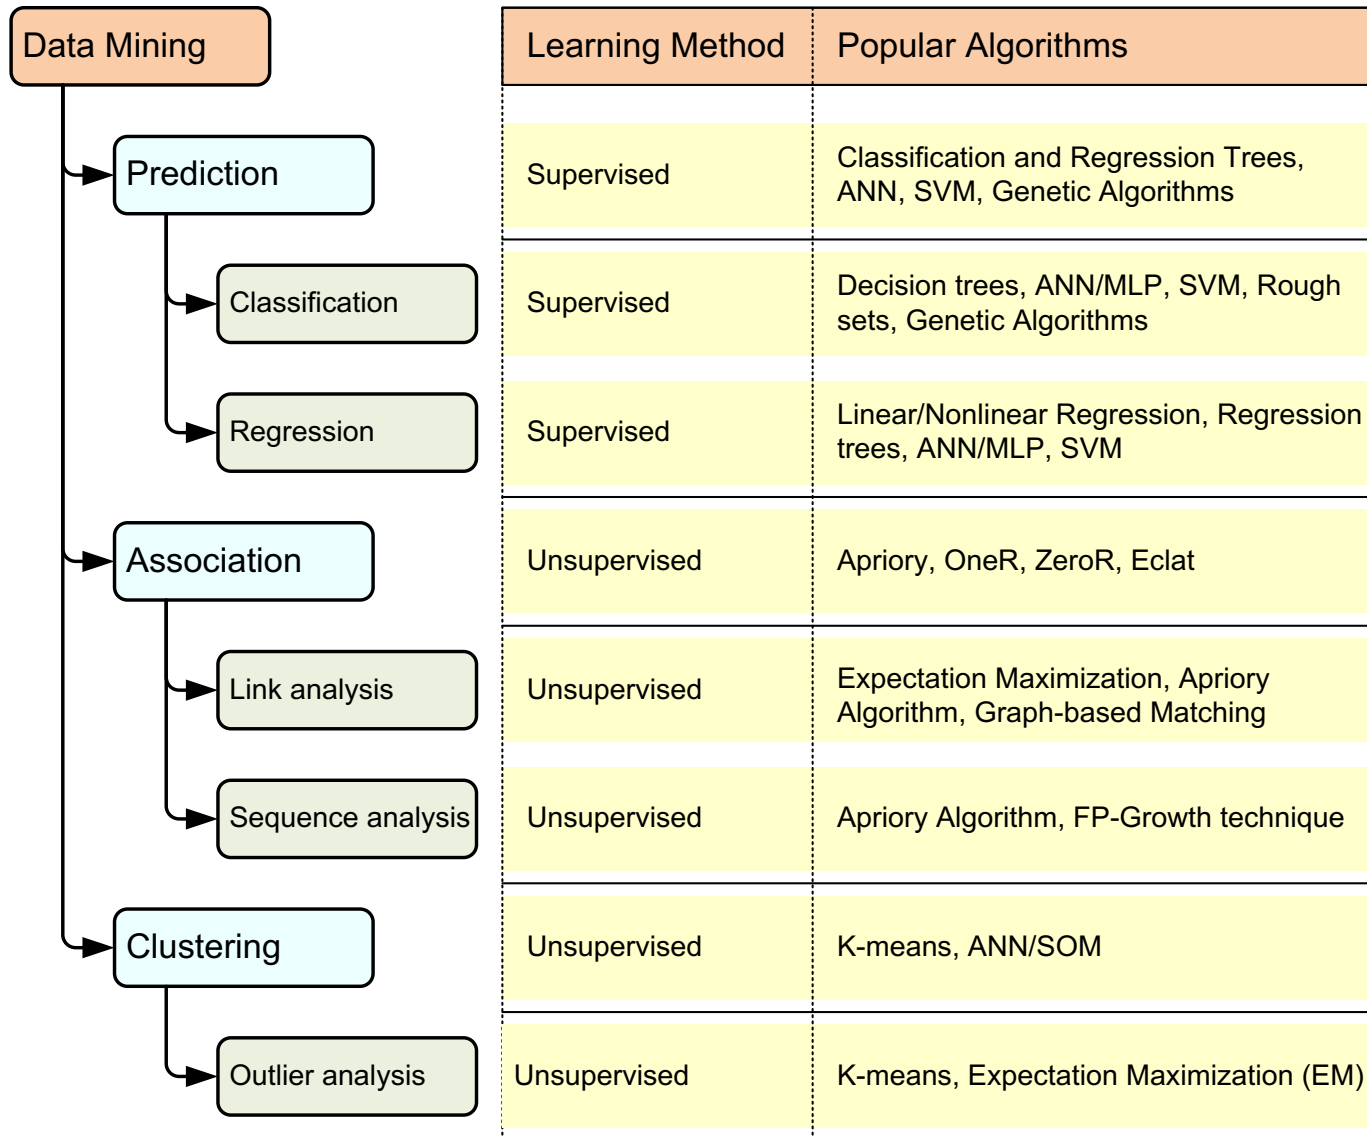 Data Mining
Learning Method
Popular Algorithms
Prediction
Supervised
Classification and Regression Trees,
ANN, SVM, Genetic Algorithms
Classification
Supervised
Decision trees, ANN/MLP, SVM, Rough
sets, Genetic Algorithms
Regression
Supervised
Linear/Nonlinear Regression, Regression
trees, ANN/MLP, SVM
Association
Unsupervised
Apriory, OneR, ZeroR, Eclat
Link analysis
Unsupervised
Expectation Maximization, Apriory
Algorithm, Graph-based Matching
Sequence analysis
Unsupervised
Apriory Algorithm, FP-Growth technique
Clustering
Unsupervised
K-means, ANN/SOM
Outlier analysis
Unsupervised
K-means, Expectation Maximization (EM)